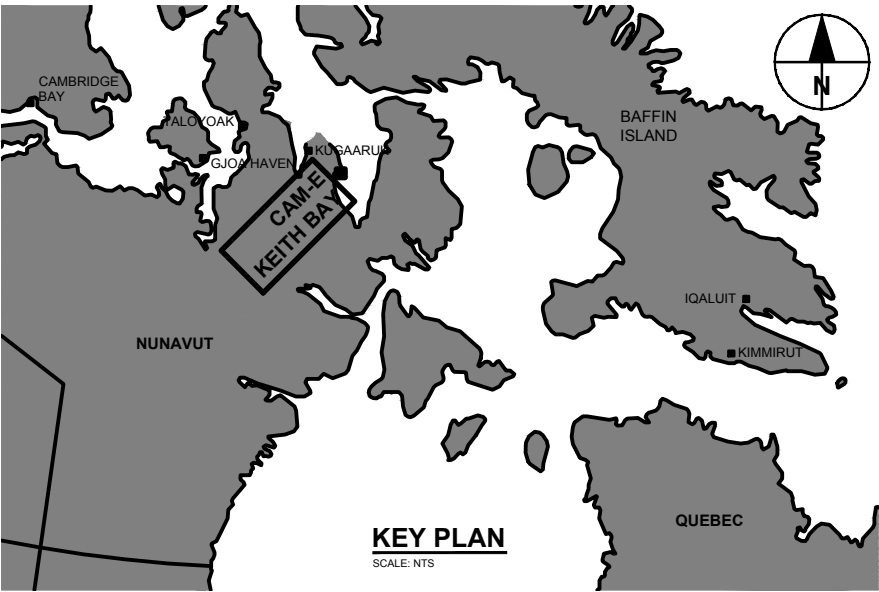 CAMBRIDGE
BAY
TALOYOAK
GJOA HAVEN
KUGAARUK
CAM-E
KEITH BAY
BAFFIN
ISLAND
N
IQALUIT
KIMMIRUT
NUNAVUT
QUEBEC
KEY PLAN
SCALE: NTS